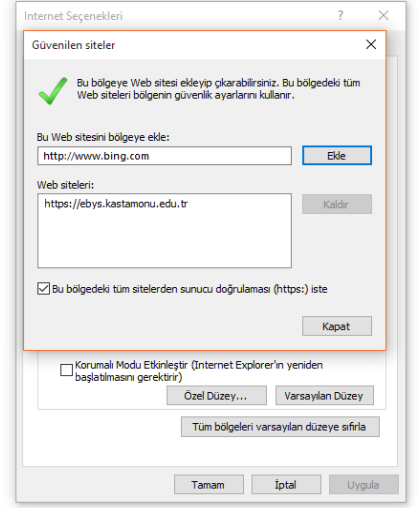 Internet Seçenekleri
Güvenilen siteler
Bu bölgeye Web sitesi ekleyip çıkarabilirsiniz. Bu bölgedeki tüm
Web siteleri bölgenin güvenlik ayarlarını kullanır.
Bu Web sitesini bölgeye ekle:
http://www.bing.com
Ekle
Web siteleri:
https://ebys.kastamonu.edu.tr
Kaldır
Bu bölgedeki tüm sitelerden sunucu doğrulaması (https:) iste
Kapat
Korumalı Modu Etkinleştir (Internet Explorer'ın yeniden
başlatılmasını gerektirir)
Özel Düzey...
Varsayılan Düzey
Tüm bölgeleri varsayılan düzeye sıfırla
Tamam
İptal
Uygula